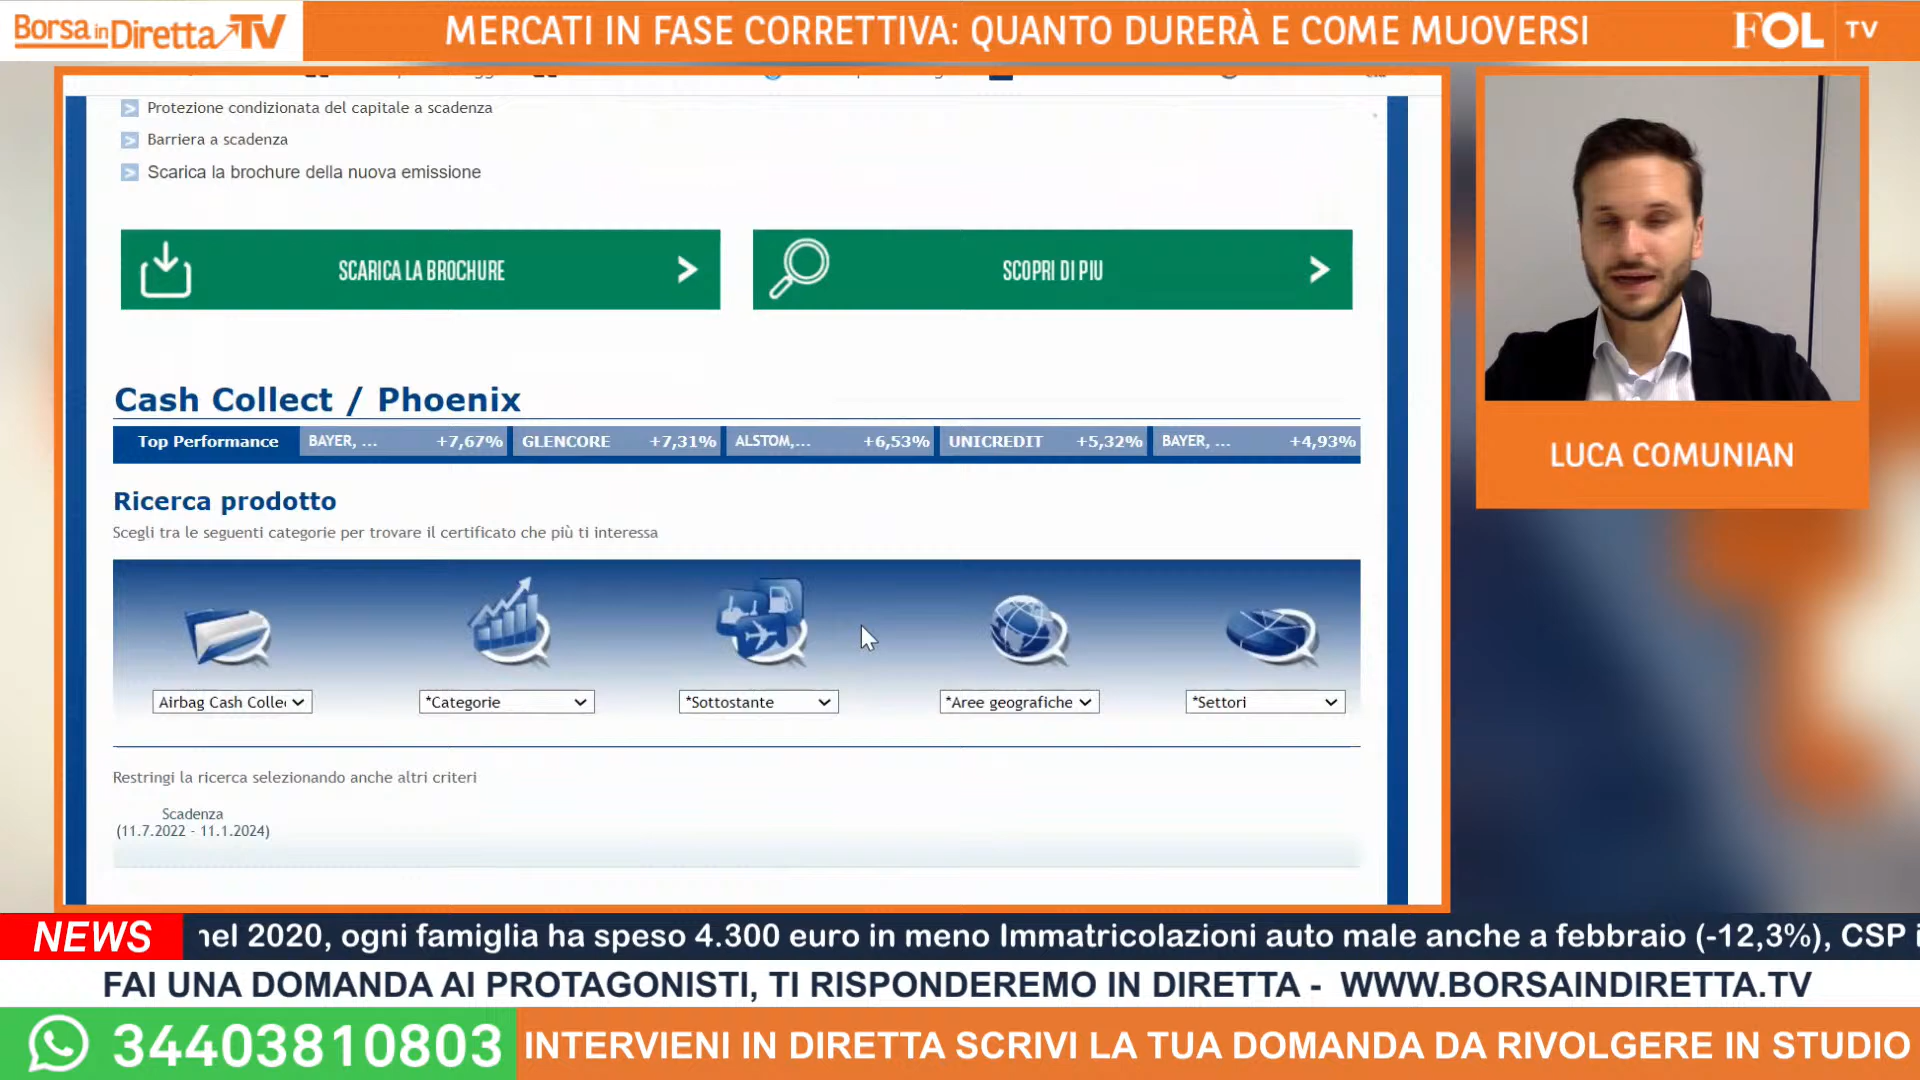 Borsa in Diretta TV
MERCATI IN FASE CORRETTIVA: QUANTO DURERÀ E COME MUOVERSI
FOL TV
Protezione condizionata del capitale a scadenza
Barriera a scadenza
Scarica la brochure della nuova emissione
SCARICA LA BROCHURE
SCOPRI DI PIU
LUCA COMUNIAN
Cash Collect / Phoenix
Top Performance BAYER, ... +7,67% GLENCORE +7,31% ALSTOM,... +6,53% UNICREDIT +5,32% BAYER, ... +4,93%
Ricerca prodotto
Scegli tra le seguenti categorie per trovare il certificato che più ti interessa
Airbag Cash Collec *Categorie *Sottostante *Aree geografiche *Settori
Restringi la ricerca selezionando anche altri criteri
Scadenza
(11.7.2022 - 11.1.2024)
NEWS nel 2020, ogni famiglia ha speso 4.300 euro in meno Immatricolazioni auto male anche a febbraio (-12,3%), CSP i
FAI UNA DOMANDA AI PROTAGONISTI, TI RISPONDEREMO IN DIRETTA - WWW.BORSAINDIRETTA.TV
34403810803 INTERVIENI IN DIRETTA SCRIVI LA TUA DOMANDA DA RIVOLGERE IN STUDIO